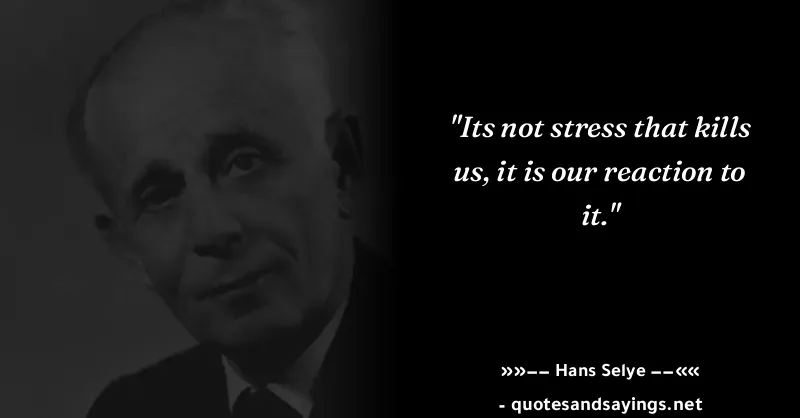 "Its not stress that kills
us, it is our reaction to
it."
»»–– Hans Selye ––««
- quotesandsayings.net